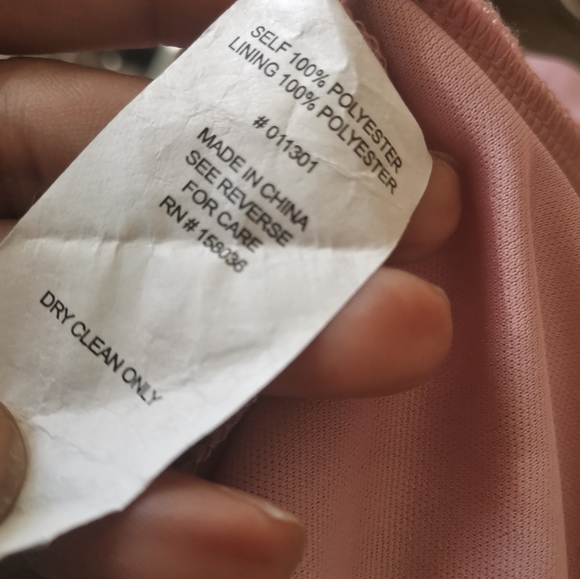 SELF 100% POLYESTER
LINING 100% POLYESTER
# 011301
MADE IN CHINA
SEE REVERSE
FOR CARE
RN # 158036
DRY CLEAN ONLY